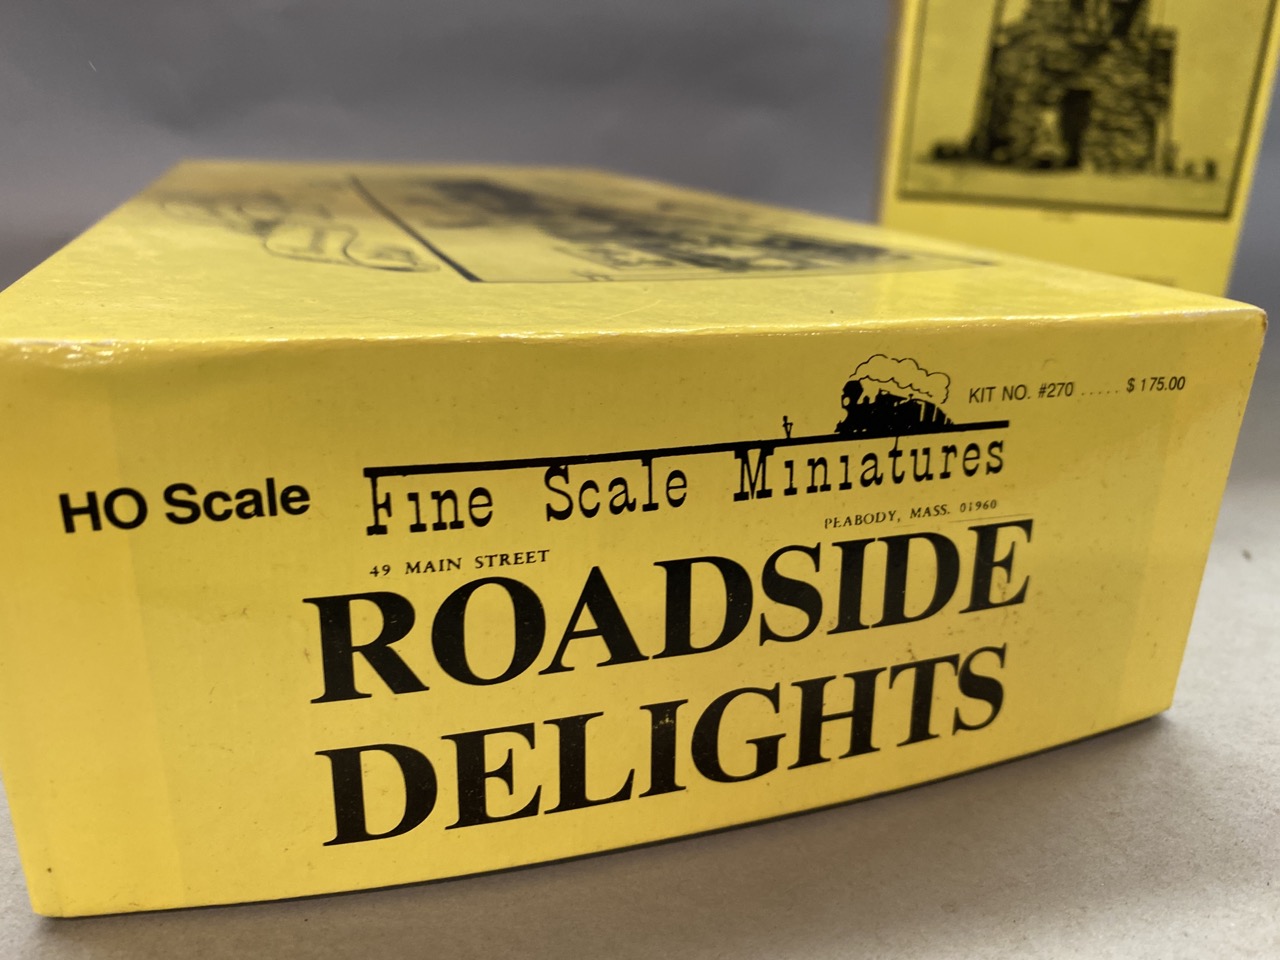 KIT NO. #270 ..... $175.00
HO Scale Fine Scale Miniatures
49 MAIN STREET PEABODY, MASS. 01960
ROADSIDE
DELIGHTS